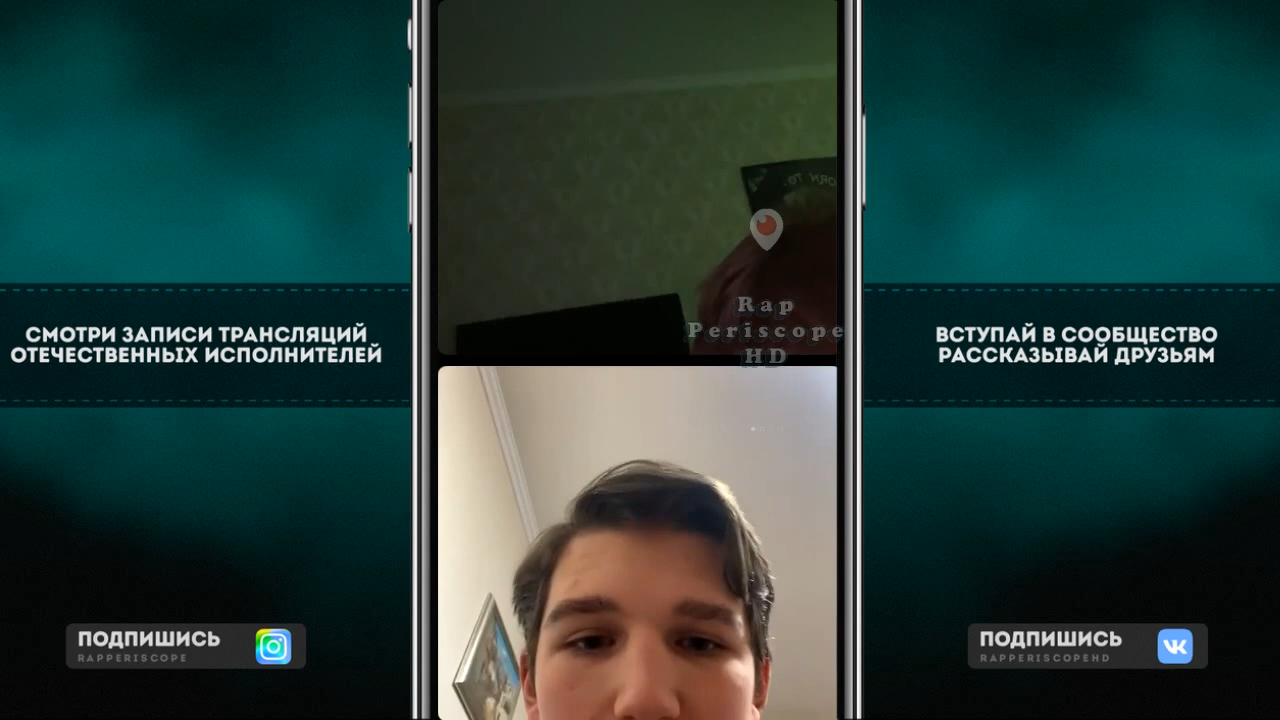 СМОТРИ ЗАПИСИ ТРАНСЛЯЦИЙ
ОТЕЧЕСТВЕННЫХ ИСПОЛНИТЕЛЕЙ
ПОДПИШИСЬ
RAPPERISCOPE
Rap
Periscope
HD
ВСТУПАЙ В СООБЩЕСТВО
РАССКАЗЫВАЙ ДРУЗЬЯМ
ПОДПИШИСЬ
RAPPERISCOPEHD